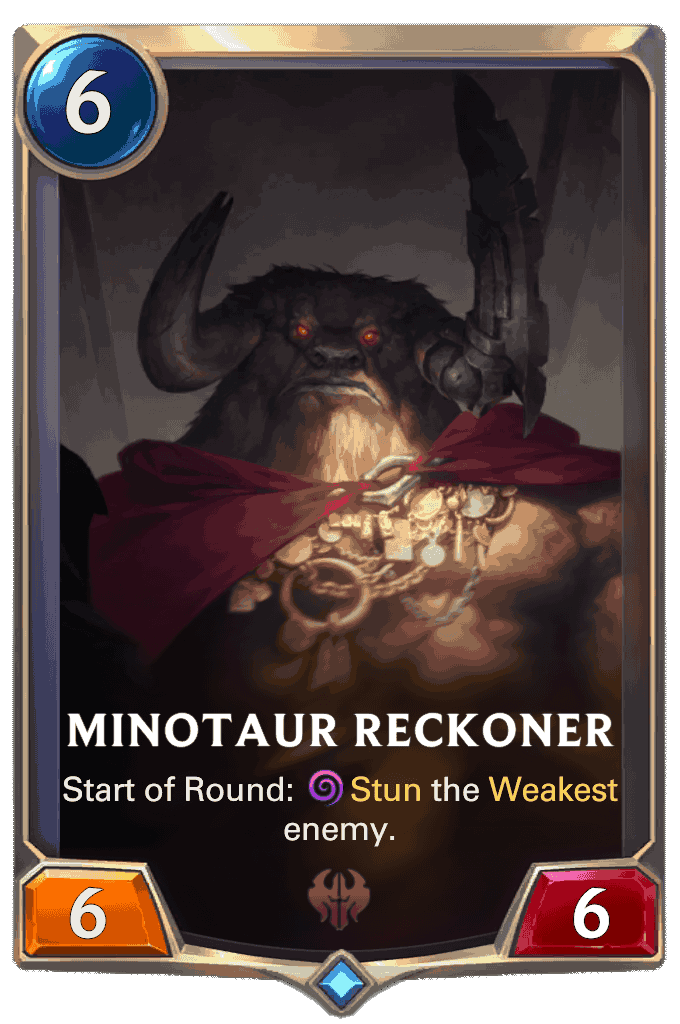 6
MINOTAUR RECKONER
Start of Round: Stun the Weakest
enemy.
6 6